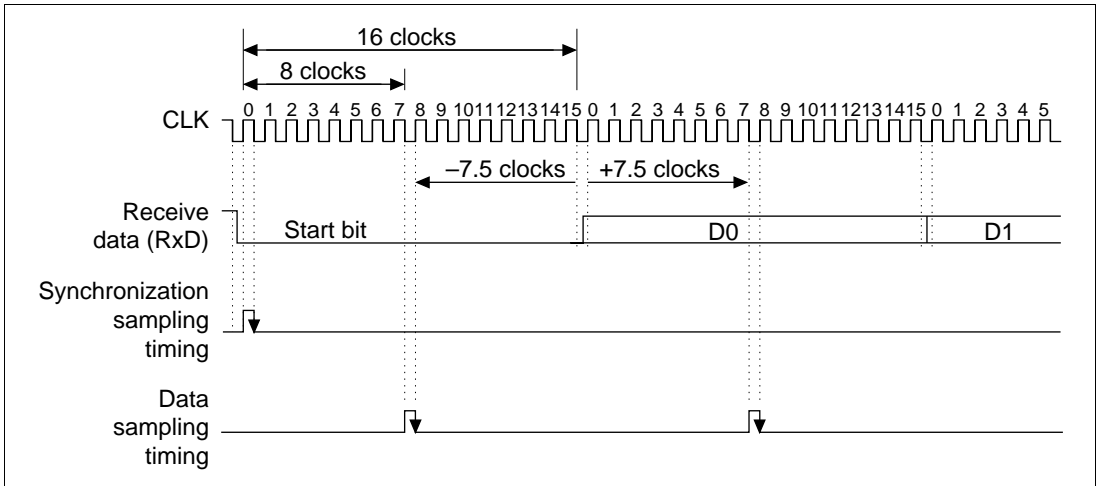 16 clocks
8 clocks
0 1 2 3 4 5 6 7 8 9 10 11 12 13 14 15 0 1 2 3 4 5 6 7 8 9 10 11 12 13 14 15 0 1 2 3 4 5
CLK
–7.5 clocks +7.5 clocks
Receive
data (RxD)
Start bit D0 D1
Synchronization
sampling
timing
Data
sampling
timing